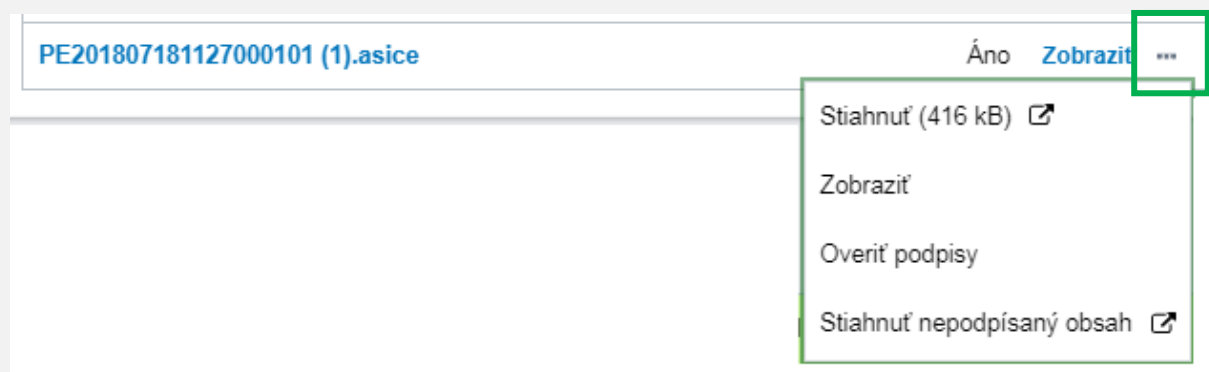 PE201807181127000101 (1).asice Áno Zobraziť ...
Stiahnuť (416 kB)
Zobraziť
Overiť podpisy
Stiahnuť nepodpísaný obsah